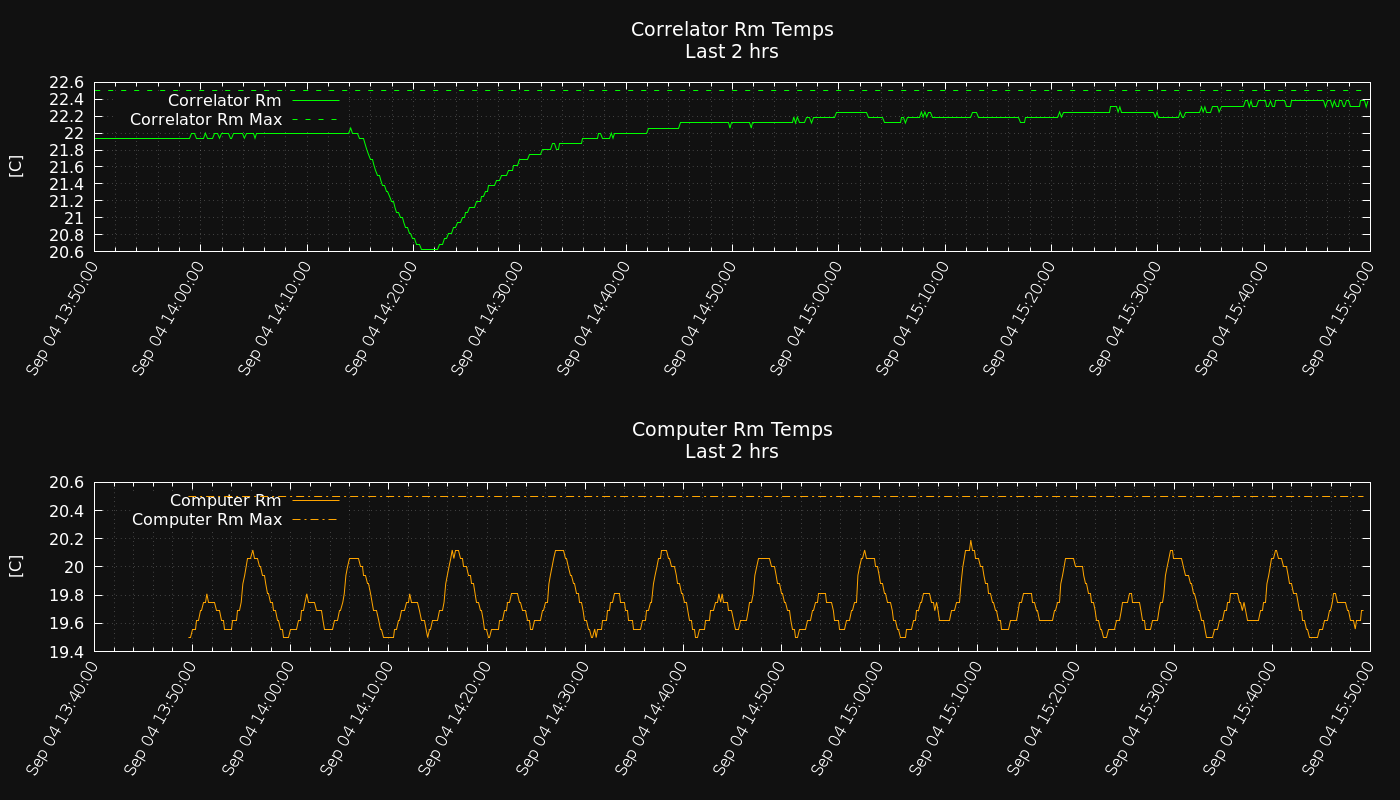 Correlator Rm Temps
Last 2 hrs
22.6
22.4
22.2
22
21.8
21.6
21.4
21.2
21
20.8
20.6
[C]
Correlator Rm
Correlator Rm Max
Sep 04 13:50:00
Sep 04 14:00:00
Sep 04 14:10:00
Sep 04 14:20:00
Sep 04 14:30:00
Sep 04 14:40:00
Sep 04 14:50:00
Sep 04 15:00:00
Sep 04 15:10:00
Sep 04 15:20:00
Sep 04 15:30:00
Sep 04 15:40:00
Sep 04 15:50:00
Computer Rm Temps
Last 2 hrs
20.6
20.4
20.2
20
19.8
19.6
19.4
[C]
Computer Rm
Computer Rm Max
Sep 04 13:40:00
Sep 04 13:50:00
Sep 04 14:00:00
Sep 04 14:10:00
Sep 04 14:20:00
Sep 04 14:30:00
Sep 04 14:40:00
Sep 04 14:50:00
Sep 04 15:00:00
Sep 04 15:10:00
Sep 04 15:20:00
Sep 04 15:30:00
Sep 04 15:40:00
Sep 04 15:50:00